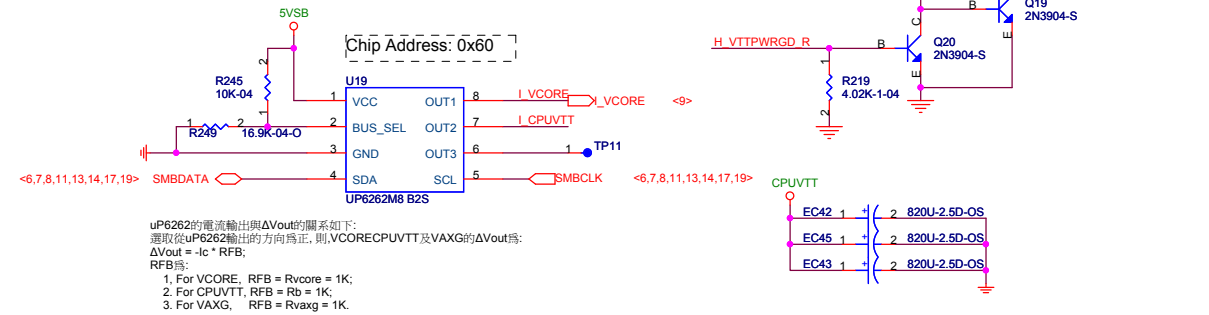 5VSB
Chip Address: 0x60
R245
10K-04
2
1
U19
1 VCC OUT1 8 I_VCORE I_VCORE <9>
R249 1 2 16.9K-04-O
2 BUS_SEL OUT2 7 I_CPUVTT
3 GND OUT3 6 1 TP11
<6,7,8,11,13,14,17,19> SMBDATA 4 SDA SCL 5 SMBCLK <6,7,8,11,13,14,17,19>
UP6262M8 B2S
uP6262的電流輸出與ΔVout的關系如下:
選取從uP6262輸出的方向爲正, 則,VCORECPUVTT及VAXG的ΔVout爲:
ΔVout = -Ic * RFB;
RFB爲:
1, For VCORE, RFB = Rvcore = 1K;
2. For CPUVTT, RFB = Rb = 1K;
3. For VAXG, RFB = Rvaxg = 1K.
B
Q19
2N3904-S
E
C
H_VTTPWRGD_R
B
Q20
2N3904-S
E
1
R219
4.02K-1-04
2
CPUVTT
EC42 1 + 2 820U-2.5D-OS
EC45 1 + 2 820U-2.5D-OS
EC43 1 + 2 820U-2.5D-OS